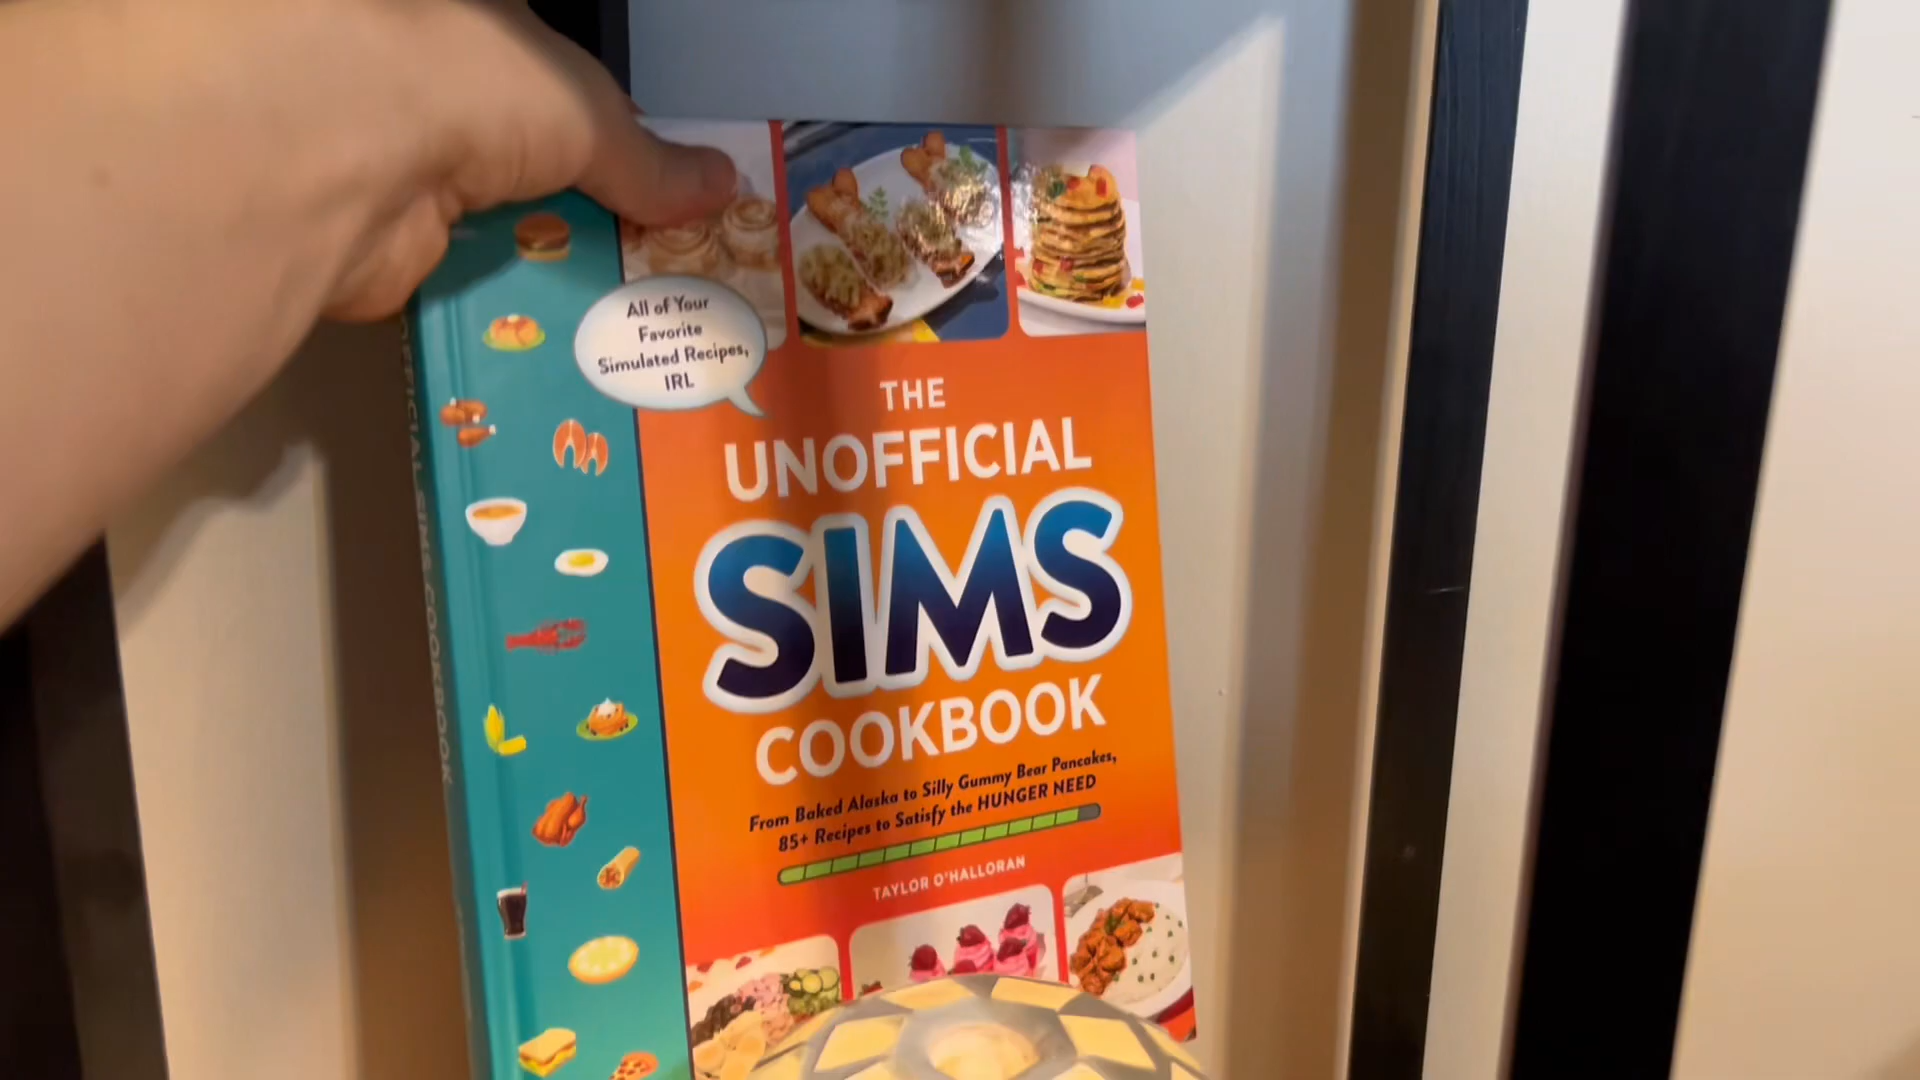 All of Your
Favorite
Simulated Recipes,
IRL
THE
UNOFFICIAL
SIMS
COOKBOOK
From Baked Alaska to Silly Gummy Bear Pancakes,
85+ Recipes to Satisfy the HUNGER NEED
TAYLOR O'HALLORAN
SIMS COOKBOOK